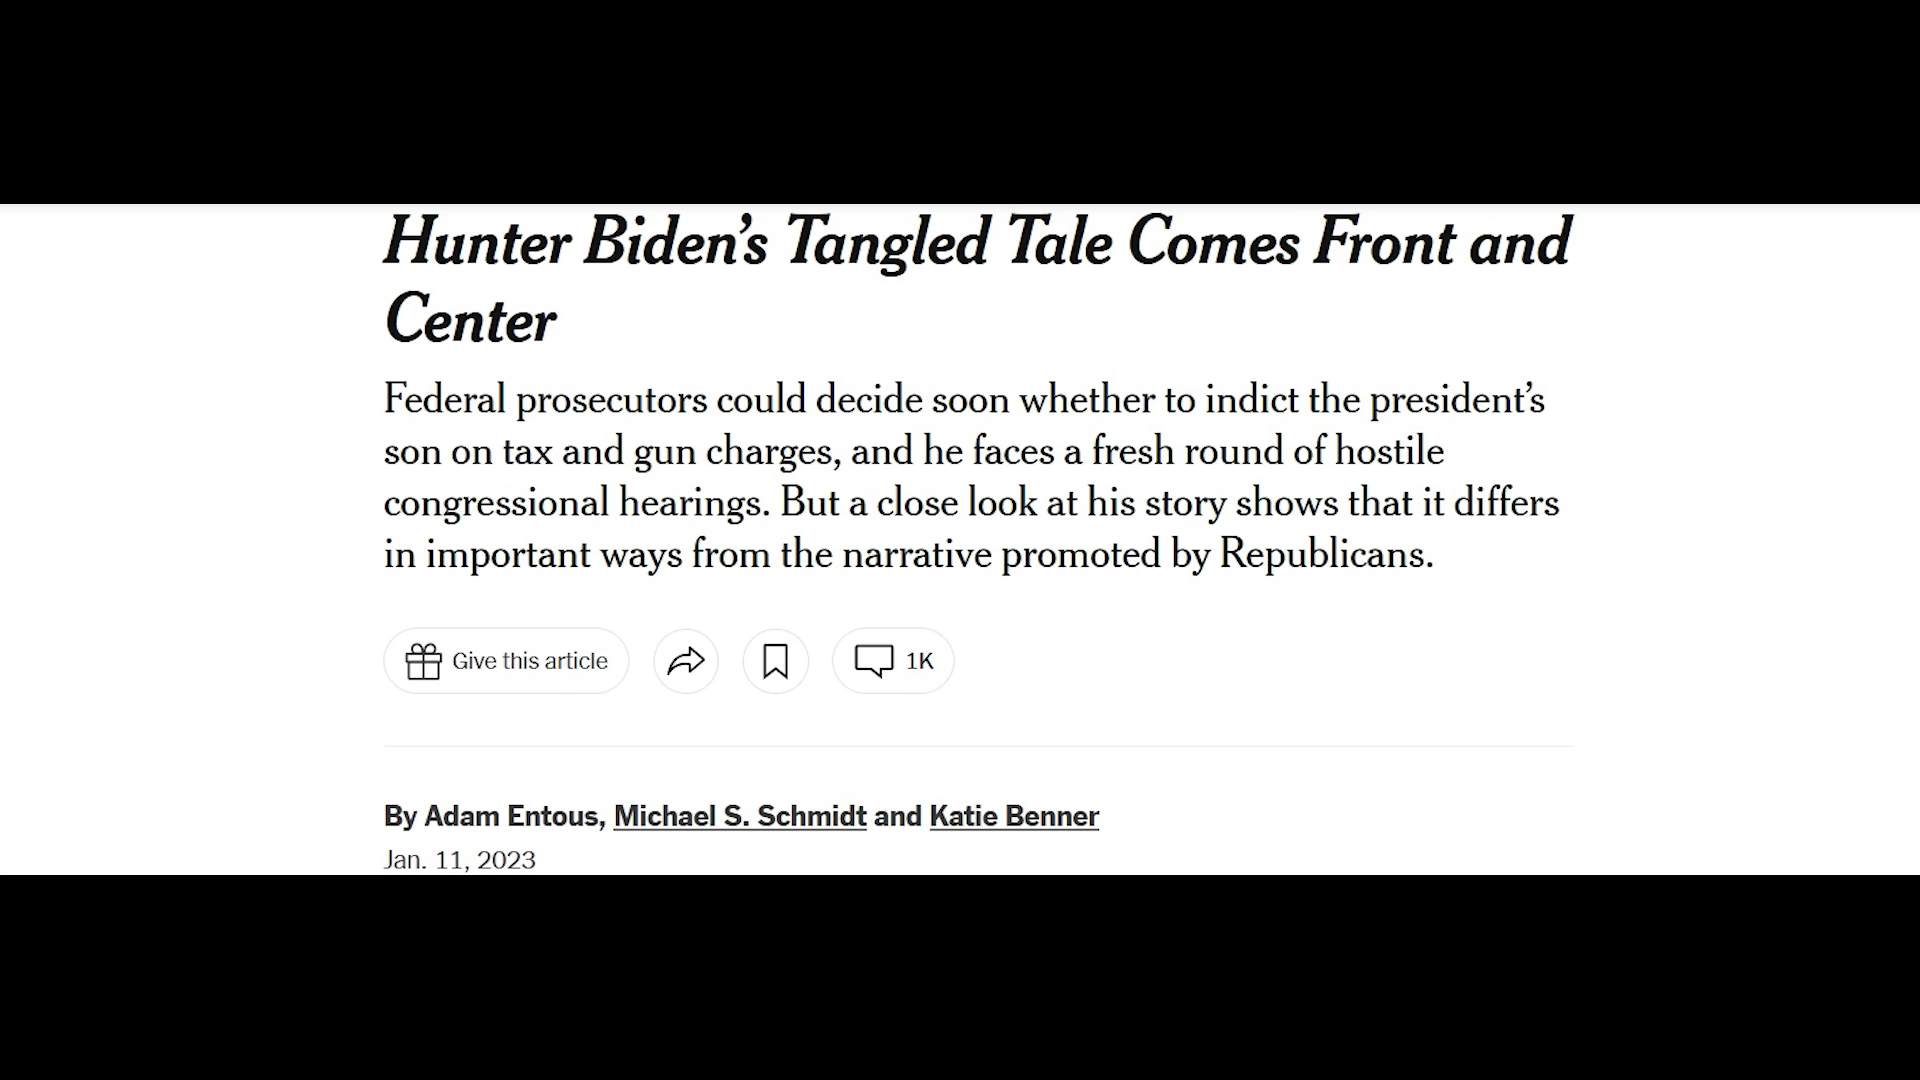 Hunter Biden’s Tangled Tale Comes Front and
Center
Federal prosecutors could decide soon whether to indict the president’s
son on tax and gun charges, and he faces a fresh round of hostile
congressional hearings. But a close look at his story shows that it differs
in important ways from the narrative promoted by Republicans.
Give this article 1K
By Adam Entous, Michael S. Schmidt and Katie Benner
Jan. 11, 2023